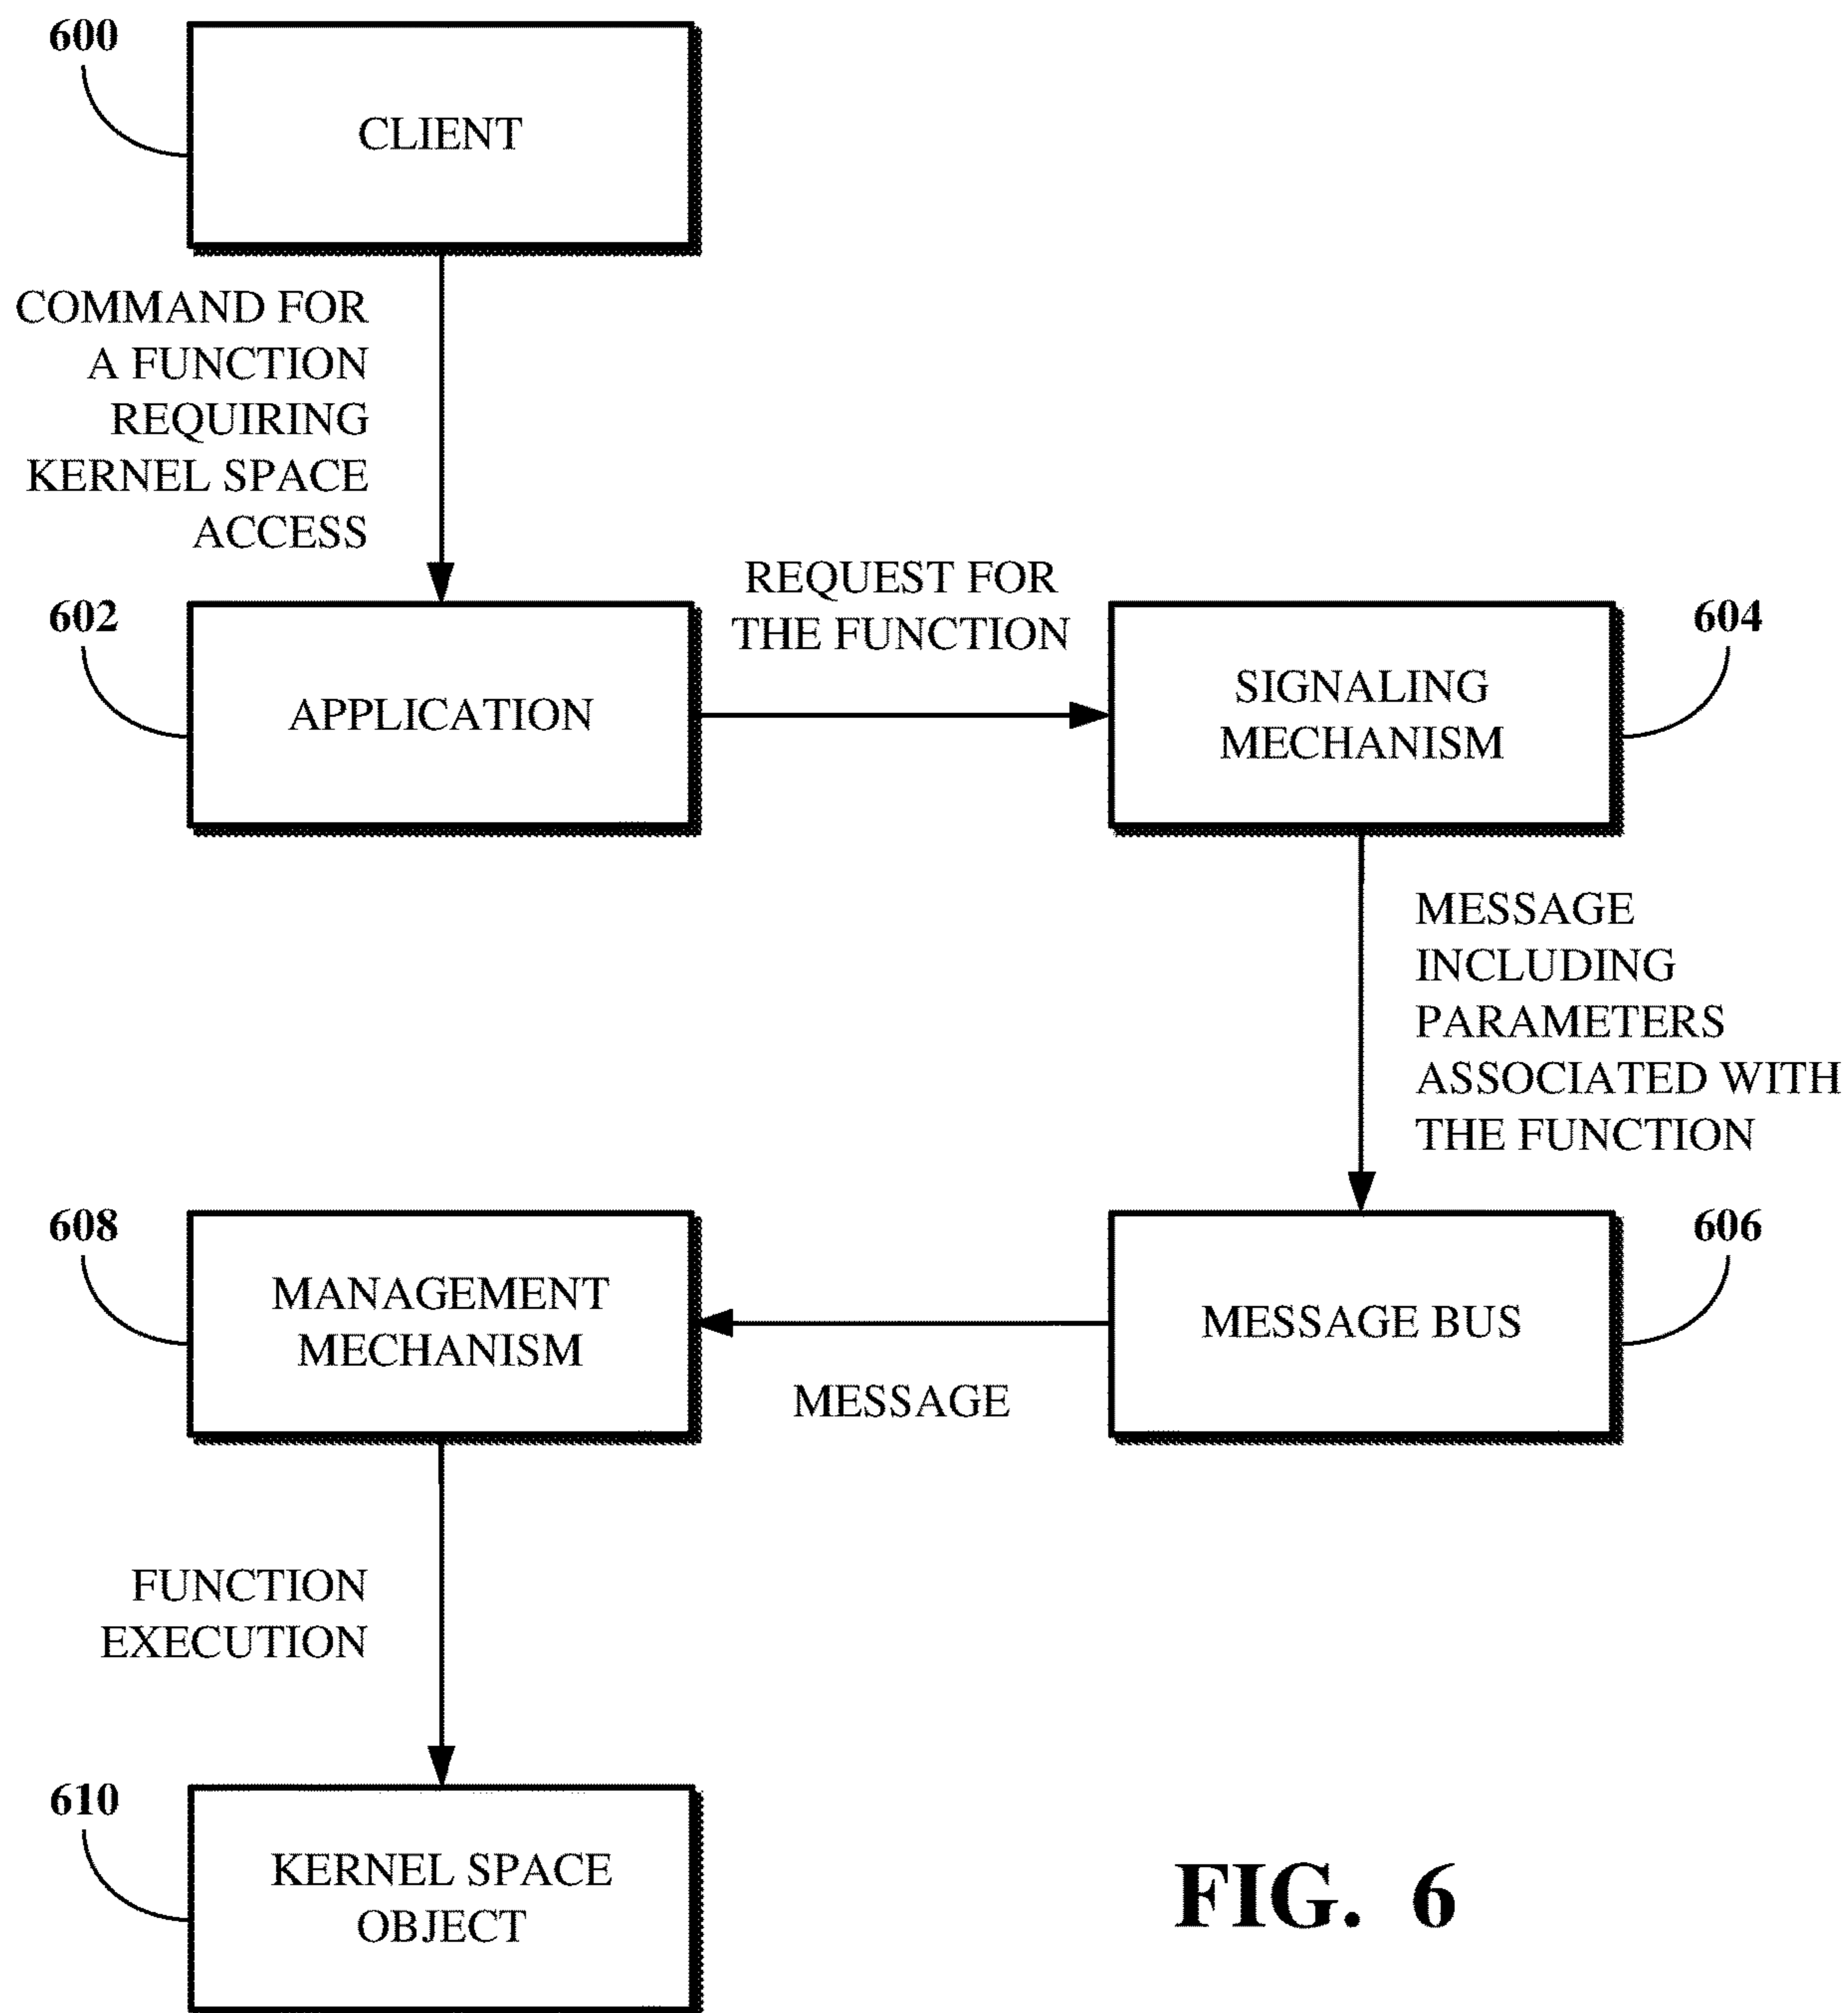 600
CLIENT
COMMAND FOR
A FUNCTION
REQUIRING
KERNEL SPACE
ACCESS
602
APPLICATION
REQUEST FOR
THE FUNCTION
604
SIGNALING
MECHANISM
MESSAGE
INCLUDING
PARAMETERS
ASSOCIATED WITH
THE FUNCTION
606
MESSAGE BUS
MESSAGE
608
MANAGEMENT
MECHANISM
FUNCTION
EXECUTION
610
KERNEL SPACE
OBJECT
FIG. 6